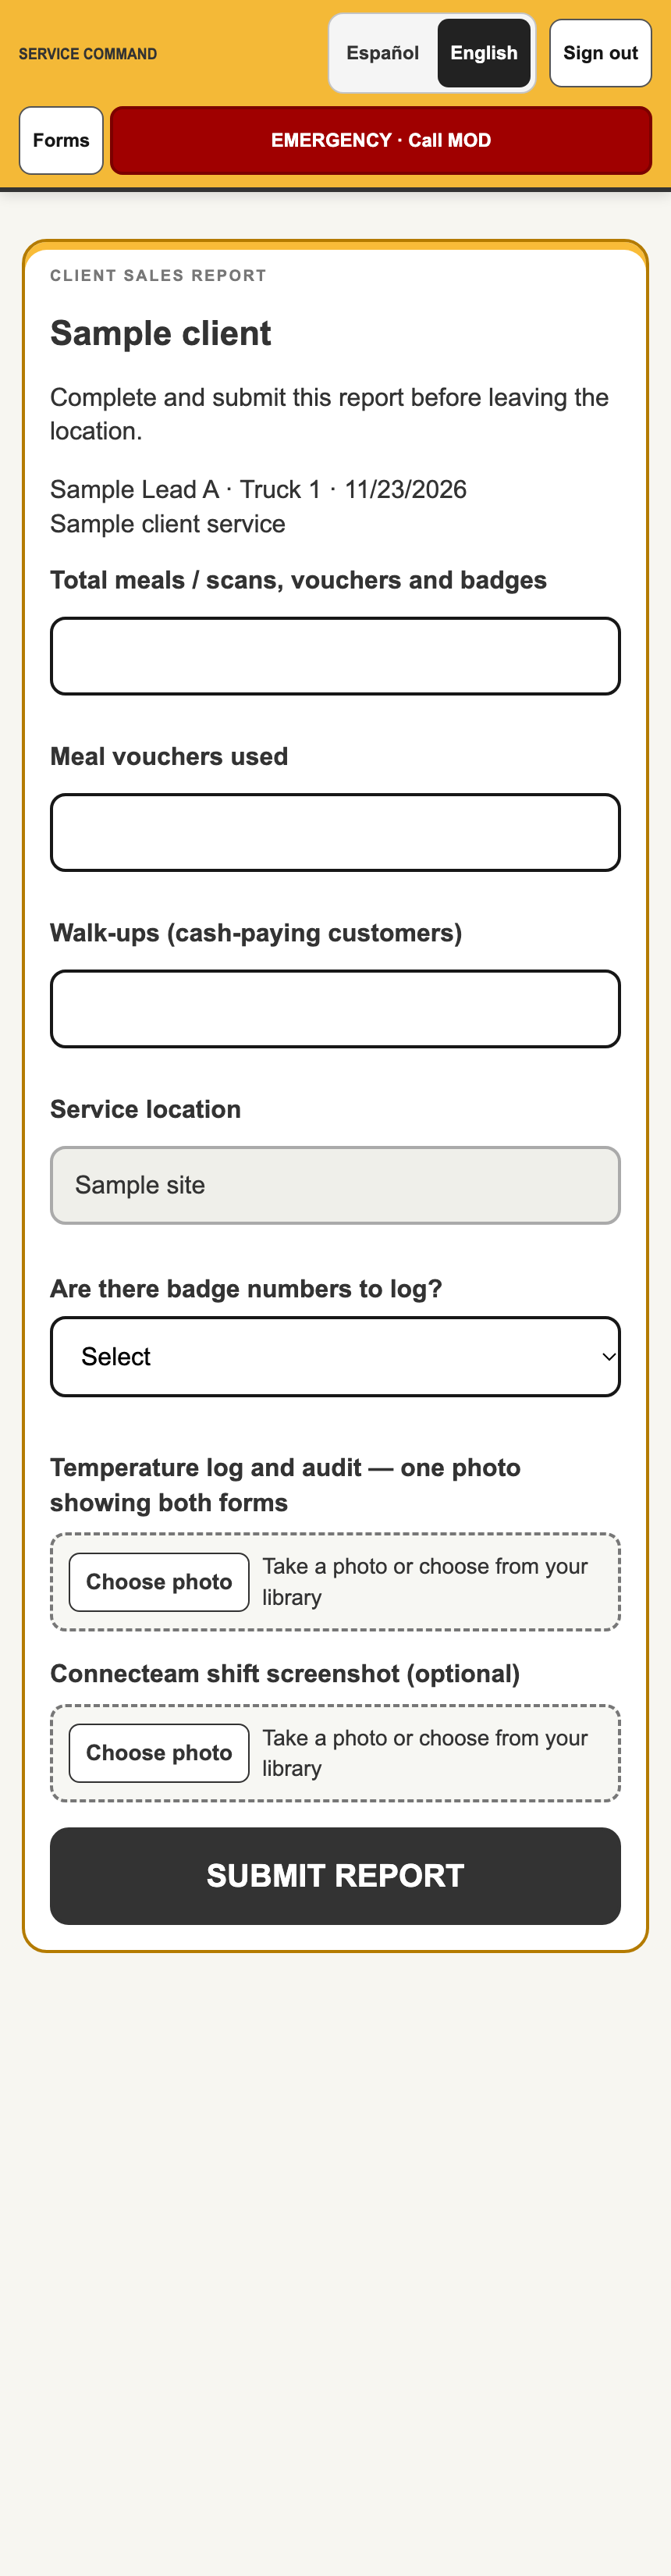 SERVICE COMMAND
Español
English
Sign out
Forms
EMERGENCY · Call MOD
CLIENT SALES REPORT
Sample client
Complete and submit this report before leaving the
location.
Sample Lead A · Truck 1 · 11/23/2026
Sample client service
Total meals / scans, vouchers and badges
Meal vouchers used
Walk-ups (cash-paying customers)
Service location
Sample site
Are there badge numbers to log?
Select
Temperature log and audit — one photo
showing both forms
Choose photo
Take a photo or choose from your
library
Connecteam shift screenshot (optional)
Choose photo
Take a photo or choose from your
library
SUBMIT REPORT